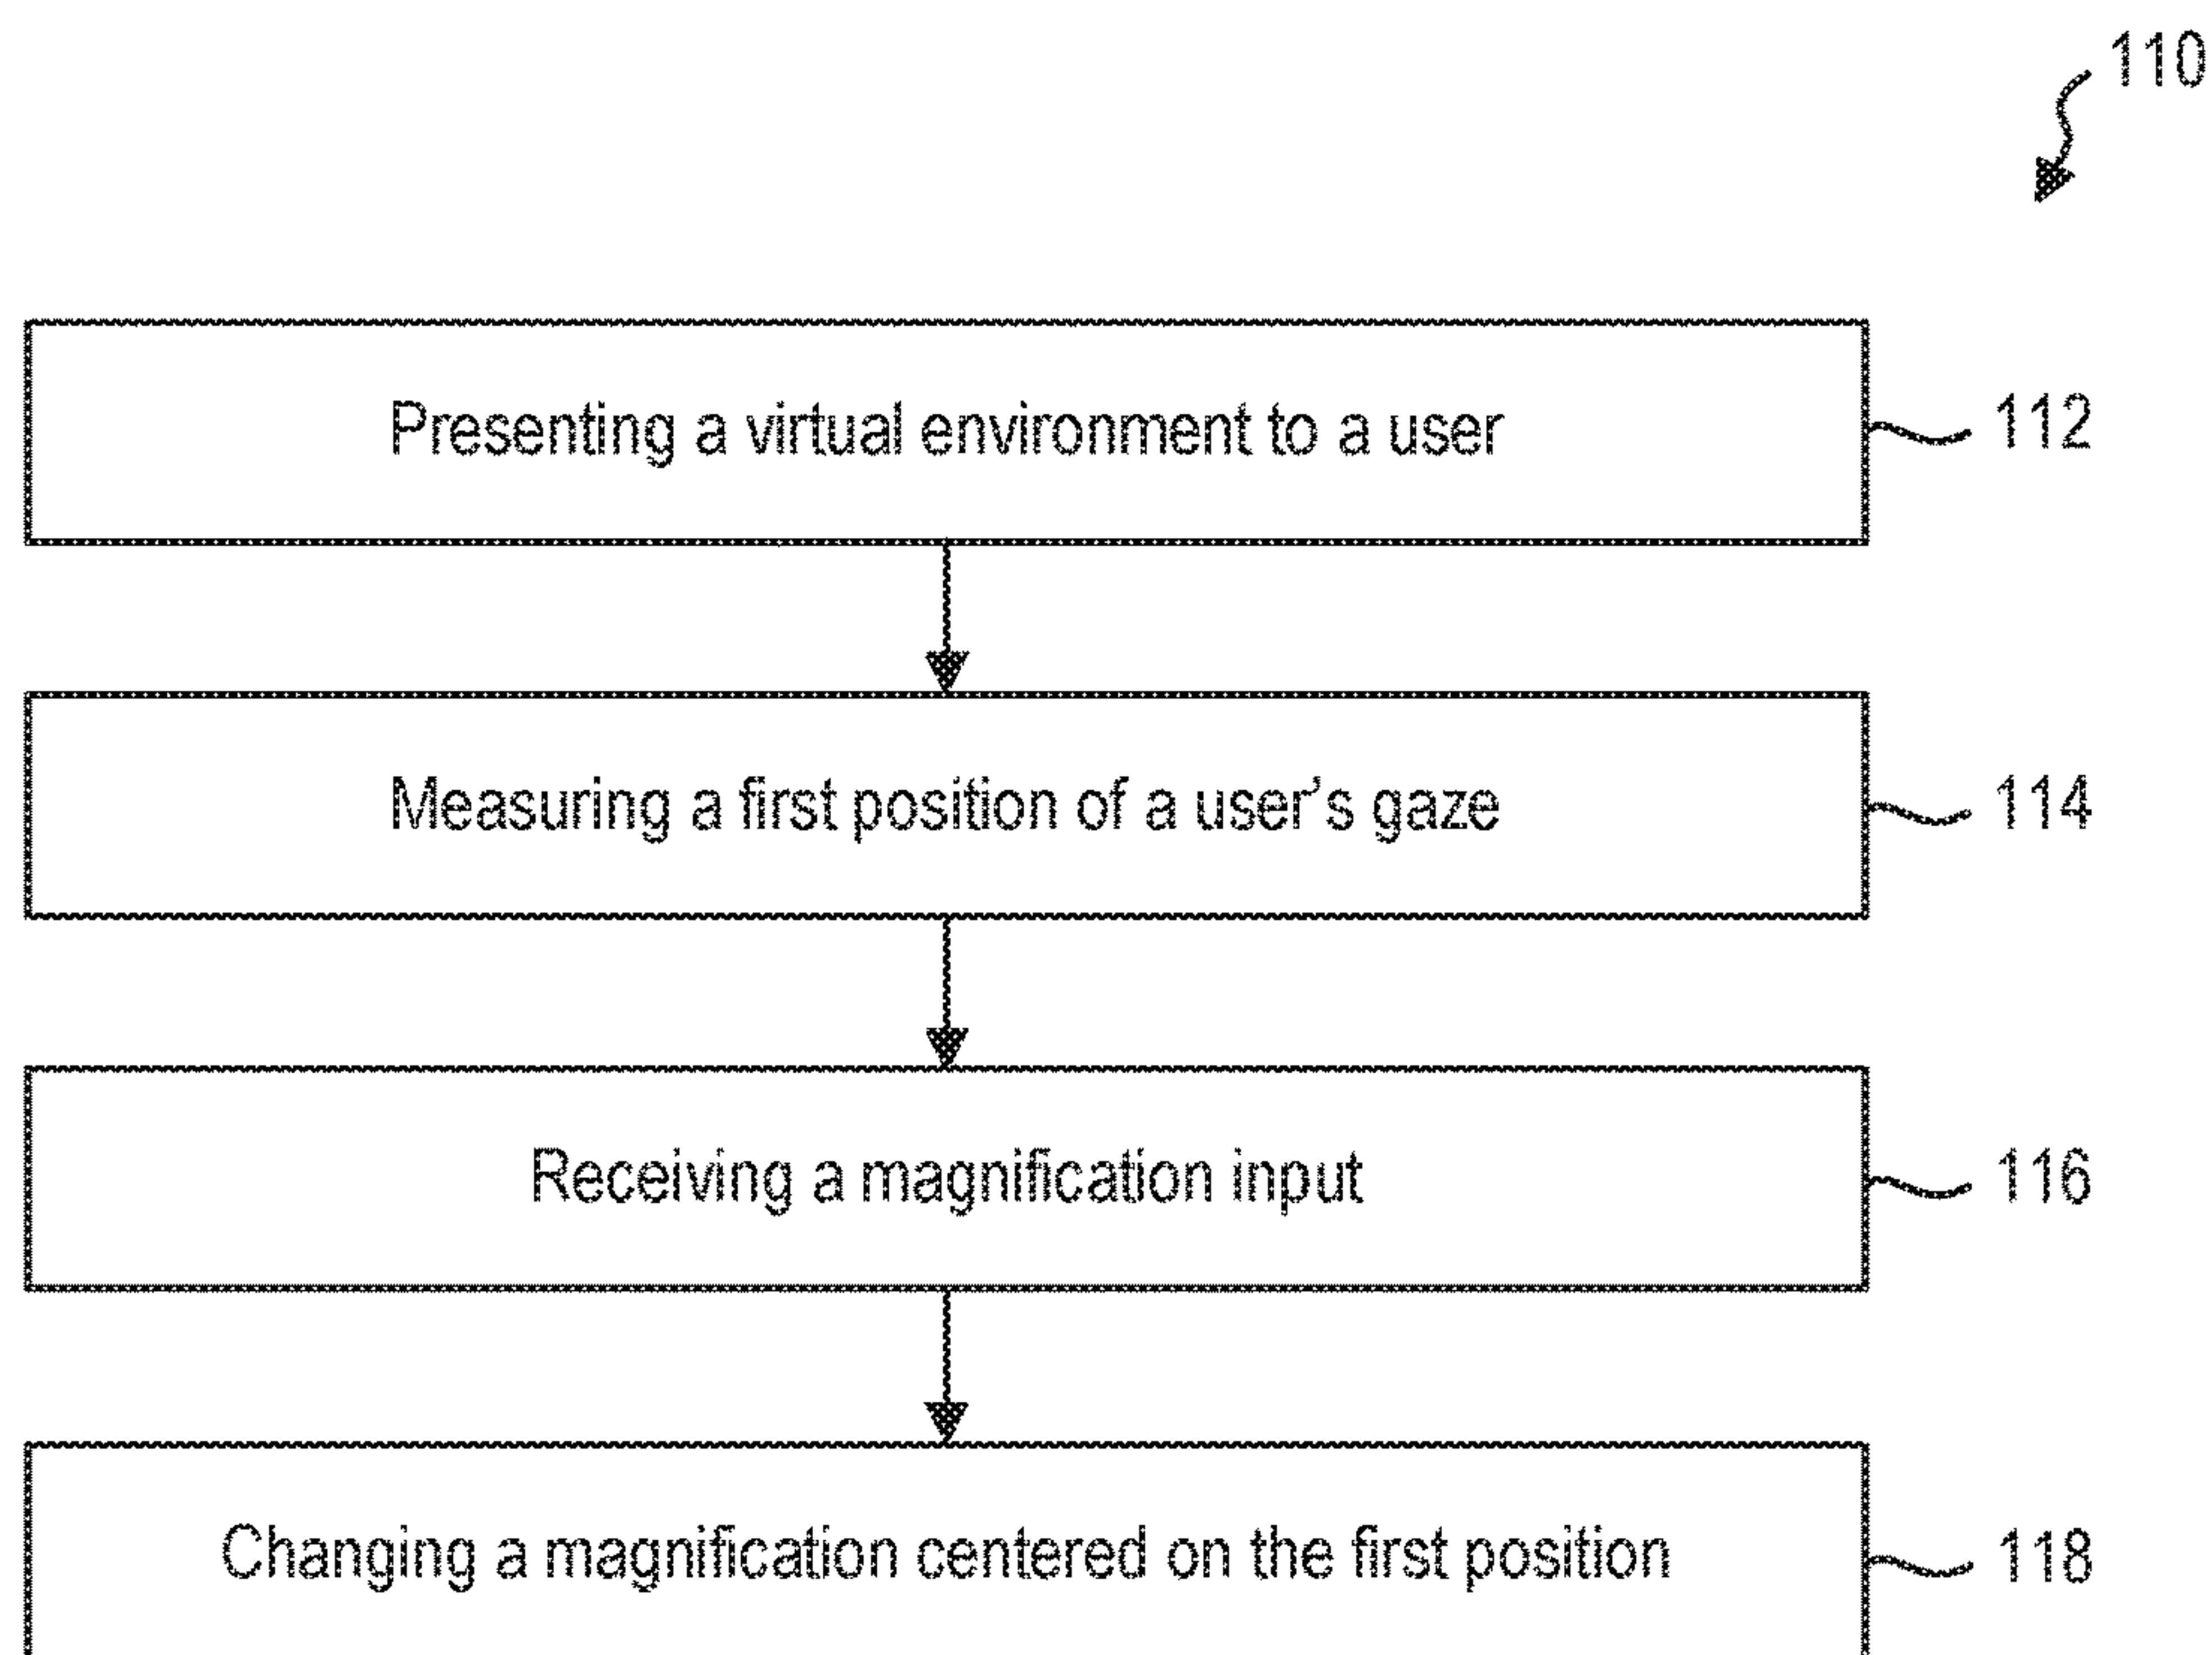 110
Presenting a virtual environment to a user
112
Measuring a first position of a user's gaze
114
Receiving a magnification input
116
Changing a magnification centered on the first position
118